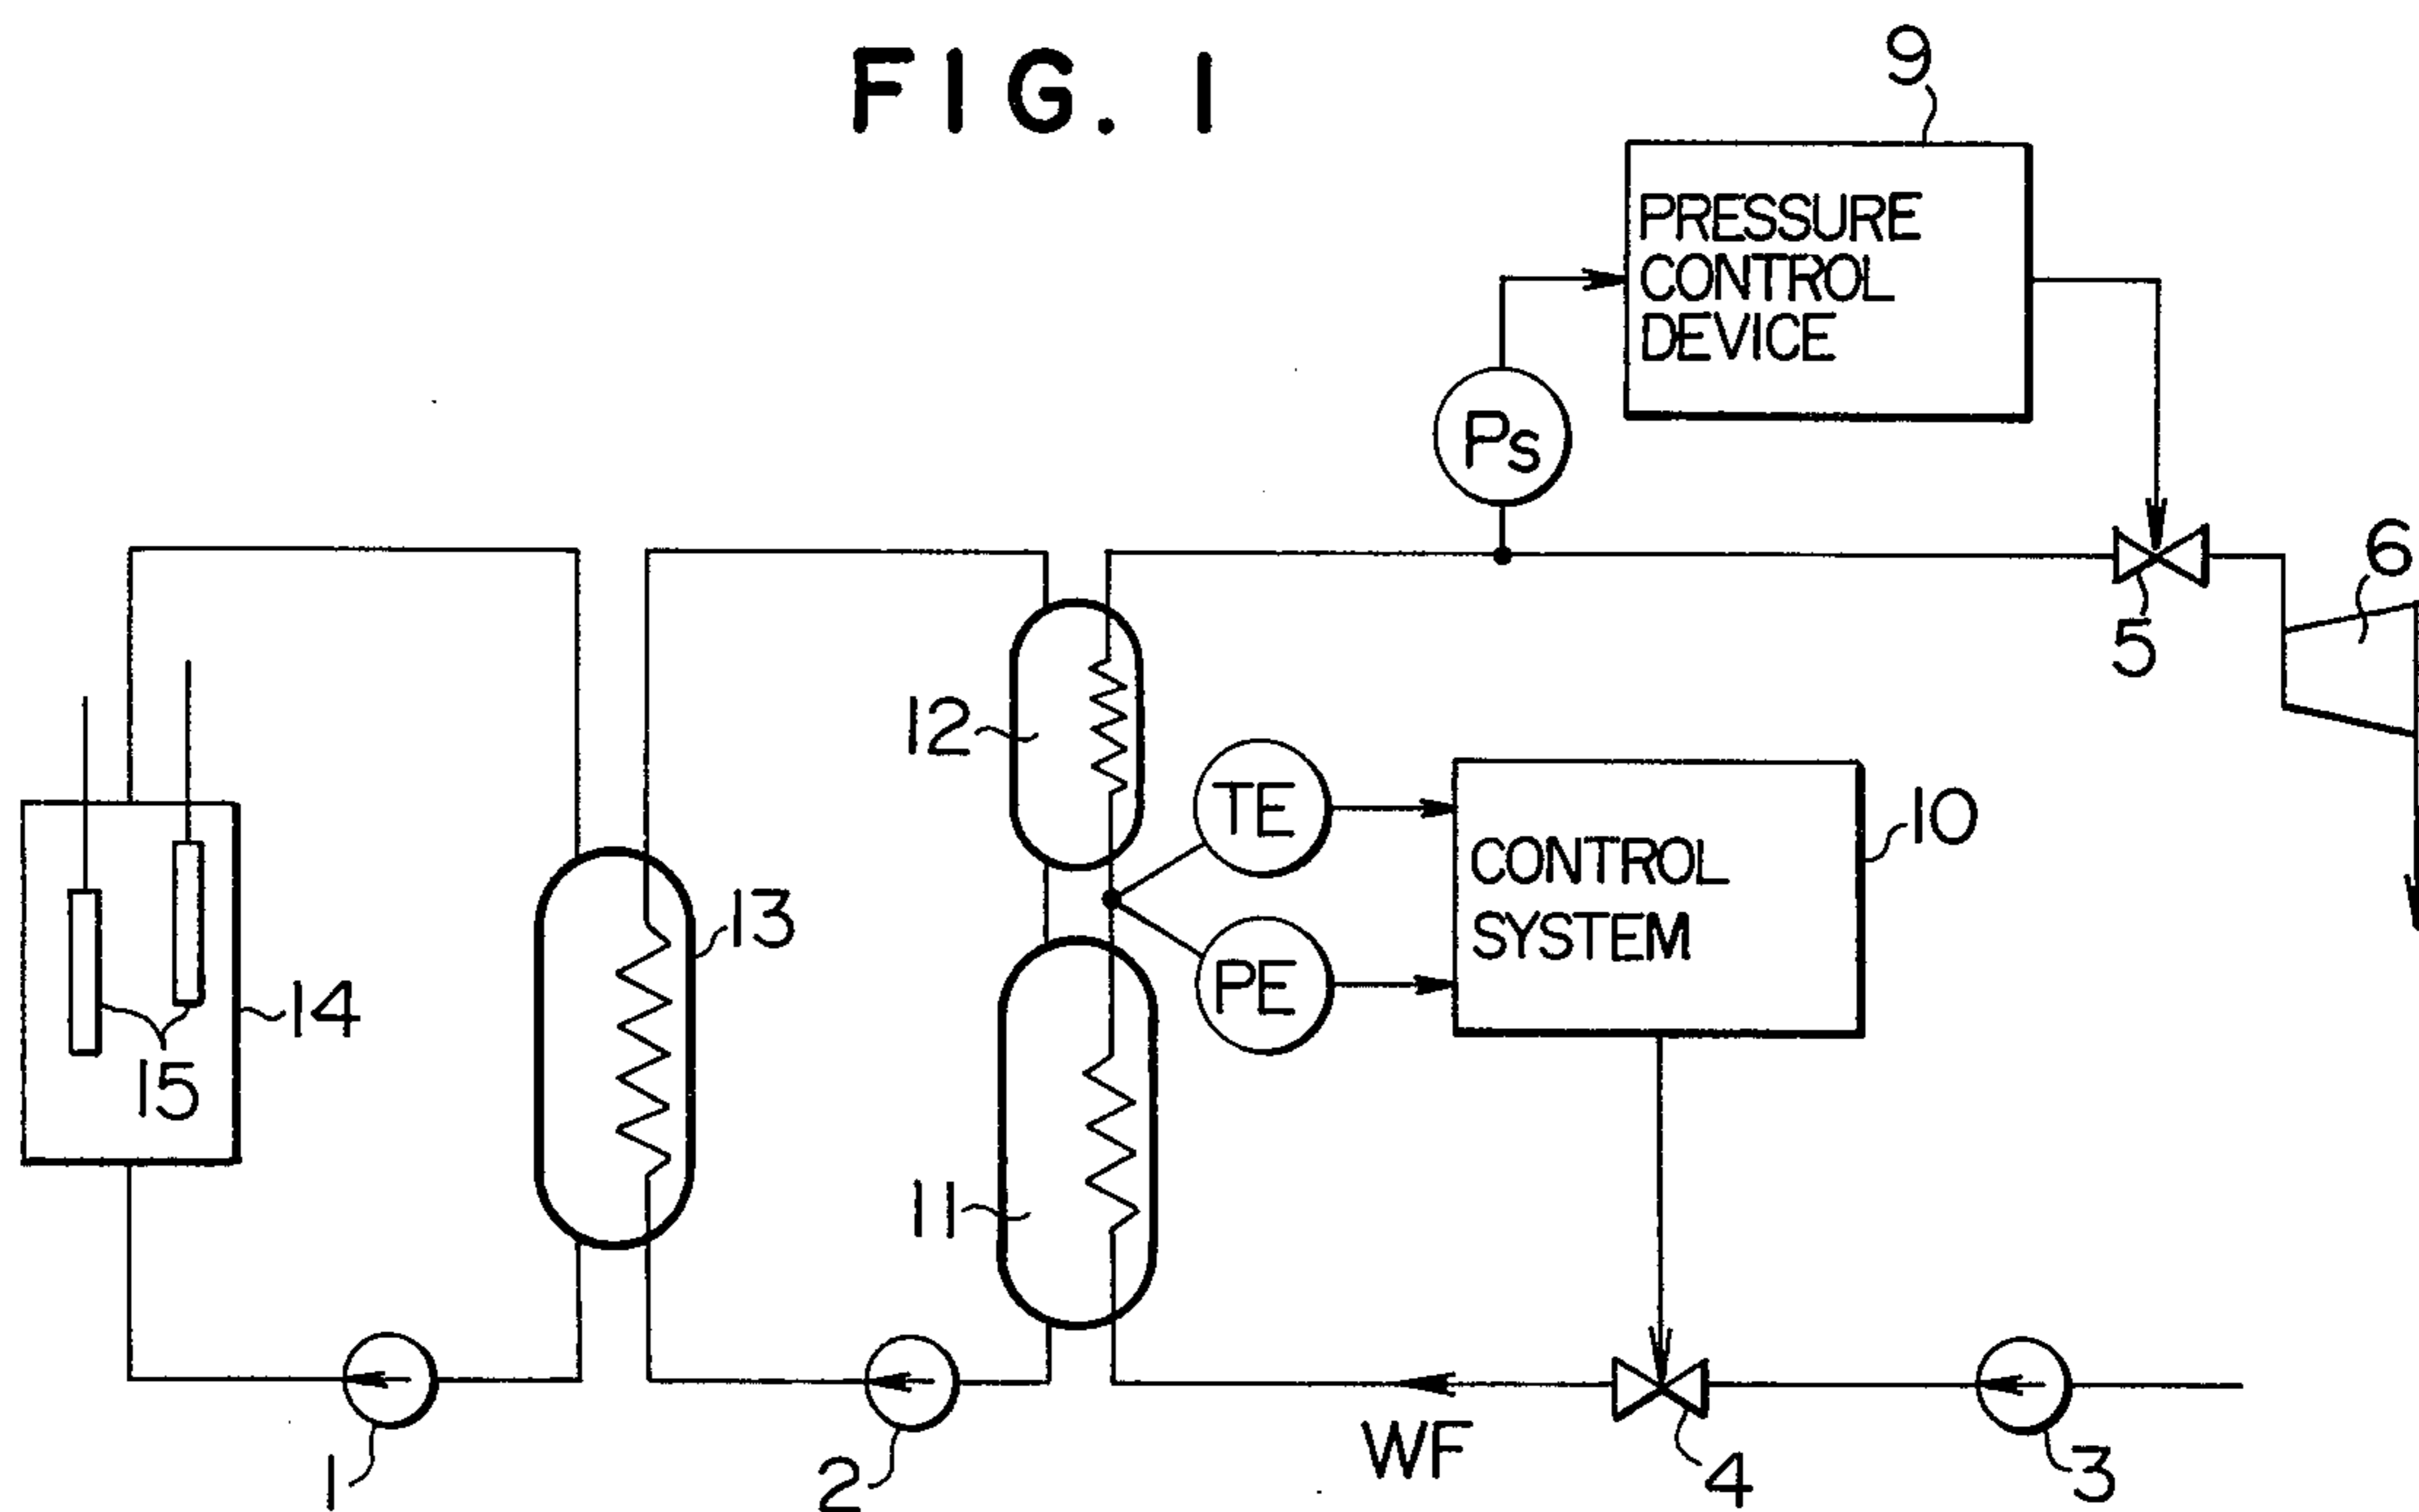 FIG. 1
9
PRESSURE
CONTROL
DEVICE
Ps
6
5
12
TE
10
CONTROL
SYSTEM
13
PE
14
15
11
WF
1
2
4
3